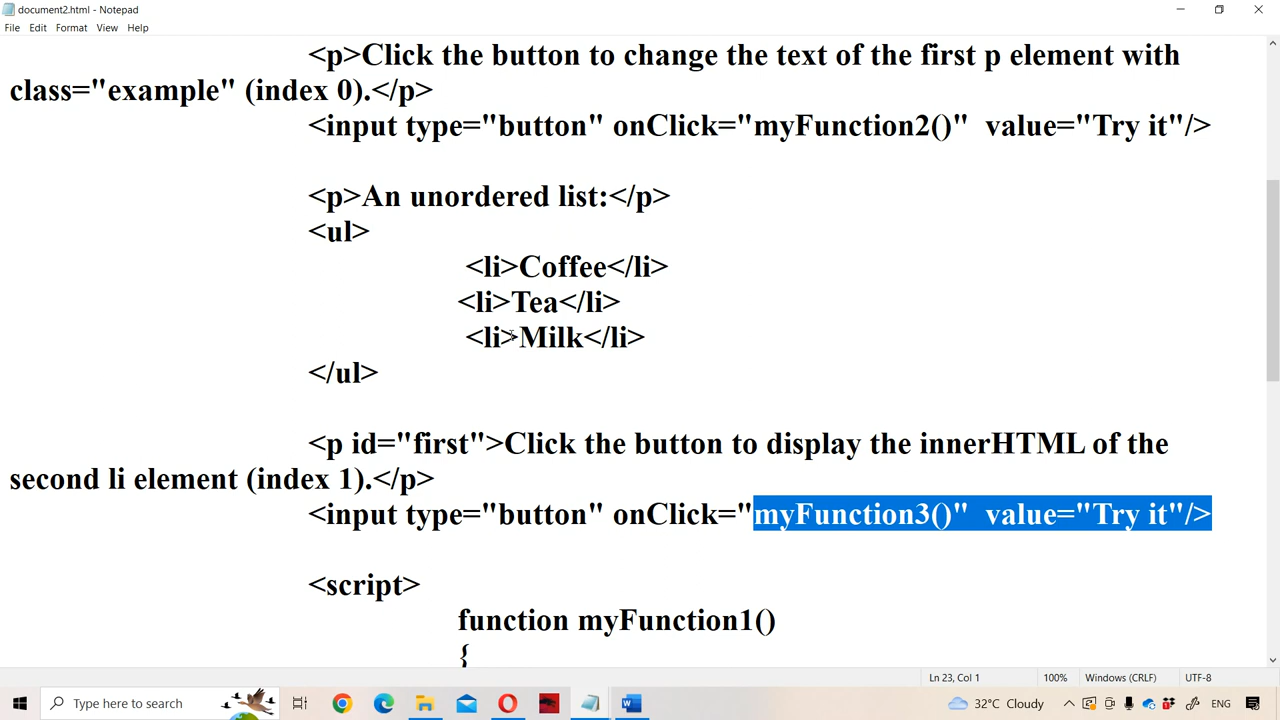 document2.html - Notepad
File Edit Format View Help
<p>Click the button to change the text of the first p element with
class="example" (index 0).</p>
<input type="button" onClick="myFunction2()"  value="Try it"/>
<p>An unordered list:</p>
<ul>
<li>Coffee</li>
<li>Tea</li>
<li>Milk</li>
</ul>
<p id="first">Click the button to display the innerHTML of the
second li element (index 1).</p>
<input type="button" onClick="myFunction3()"  value="Try it"/>
<script>
function myFunction1()
{
Ln 23, Col 1 100% Windows (CRLF) UTF-8
Type here to search 32°C Cloudy ENG